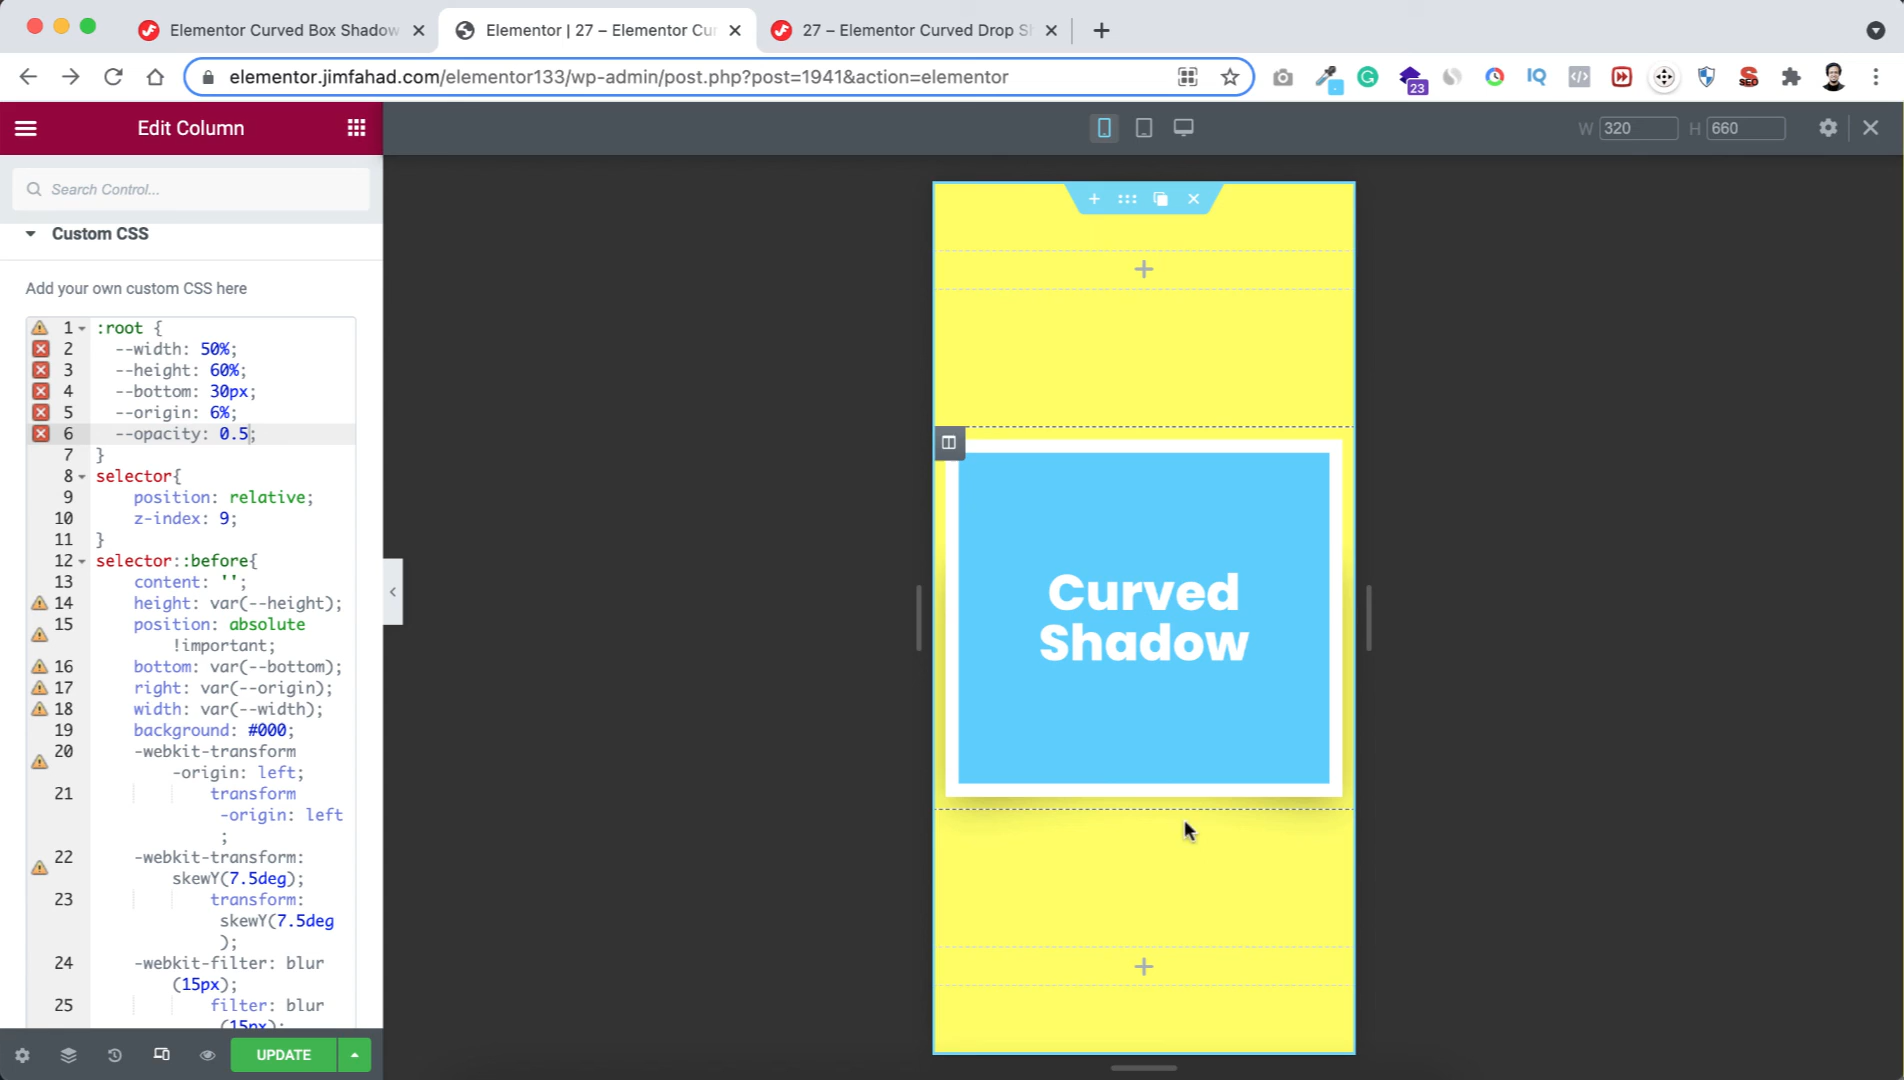 Elementor Curved Box Shadow
Elementor | 27 – Elementor Cur
27 – Elementor Curved Drop Sh
elementor.jimfahad.com/elementor133/wp-admin/post.php?post=1941&action=elementor
23
IQ
SEO
Edit Column
W 320 H 660
Search Control...
Custom CSS
Add your own custom CSS here
1 :root {
2 --width: 50%;
3 --height: 60%;
4 --bottom: 30px;
5 --origin: 6%;
6 --opacity: 0.5;
7 }
8 selector{
9 position: relative;
10 z-index: 9;
11 }
12 selector::before{
13 content: '';
14 height: var(--height);
15 position: absolute
!important;
16 bottom: var(--bottom);
17 right: var(--origin);
18 width: var(--width);
19 background: #000;
20 -webkit-transform
-origin: left;
21 transform
-origin: left
;
22 -webkit-transform:
skewY(7.5deg);
23 transform:
skewY(7.5deg
);
24 -webkit-filter: blur
(15px);
25 filter: blur
(15px);
Curved
Shadow
UPDATE